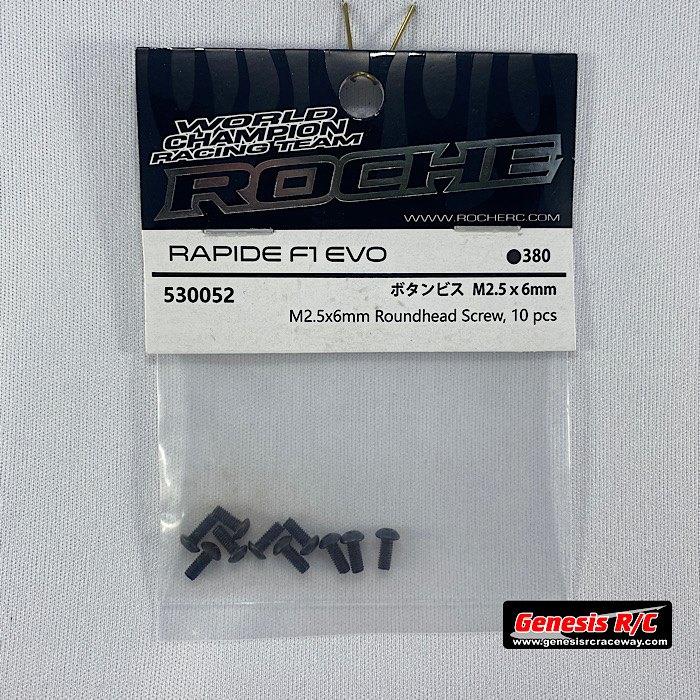 WORLD
CHAMPION
RACING TEAM
ROCHE
WWW.ROCHERC.COM
RAPIDE F1 EVO
●380
530052
ボタンビス M2.5 x 6mm
M2.5x6mm Roundhead Screw, 10 pcs
Genesis R/C
www.genesisrcraceway.com